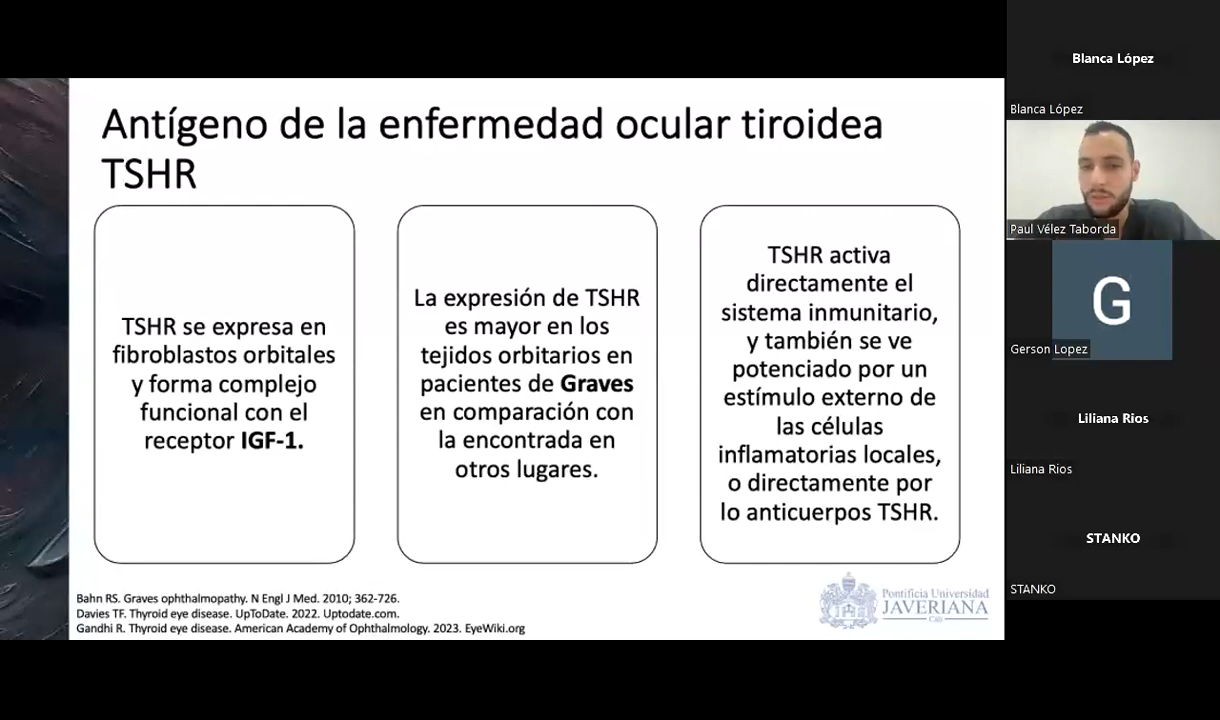 Antígeno de la enfermedad ocular tiroidea
TSHR
TSHR se expresa en
fibroblastos orbitales
y forma complejo
funcional con el
receptor IGF-1.
La expresión de TSHR
es mayor en los
tejidos orbitarios en
pacientes de Graves
en comparación con
la encontrada en
otros lugares.
TSHR activa
directamente el
sistema inmunitario,
y también se ve
potenciado por un
estímulo externo de
las células
inflamatorias locales,
o directamente por
lo anticuerpos TSHR.
Bahn RS. Graves ophthalmopathy. N Engl J Med. 2010; 362-726.
Davies TF. Thyroid eye disease. UpToDate. 2022. Uptodate.com.
Gandhi R. Thyroid eye disease. American Academy of Ophthalmology. 2023. EyeWiki.org
Pontificia Universidad
JAVERIANA
Cali
Blanca López
Blanca López
Paul Vélez Taborda
G
Gerson Lopez
Liliana Rios
Liliana Rios
STANKO
STANKO